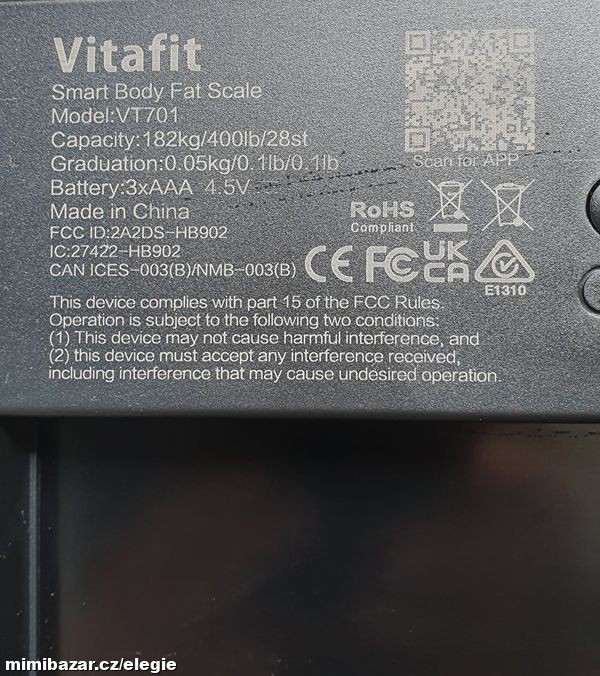 Vitafit
Smart Body Fat Scale
Model:VT701
Capacity:182kg/400lb/28st
Graduation:0.05kg/0.1lb/0.1lb
Scan for APP
Battery:3xAAA 4.5V
Made in China
RoHS
Compliant
FCC ID:2A2DS-HB902
IC:27422-HB902
CAN ICES-003(B)/NMB-003(B)
CE FC UK
CA
E1310
This device complies with part 15 of the FCC Rules.
Operation is subject to the following two conditions:
(1) This device may not cause harmful interference, and
(2) this device must accept any interference received,
including interference that may cause undesired operation.
mimibazar.cz/elegie